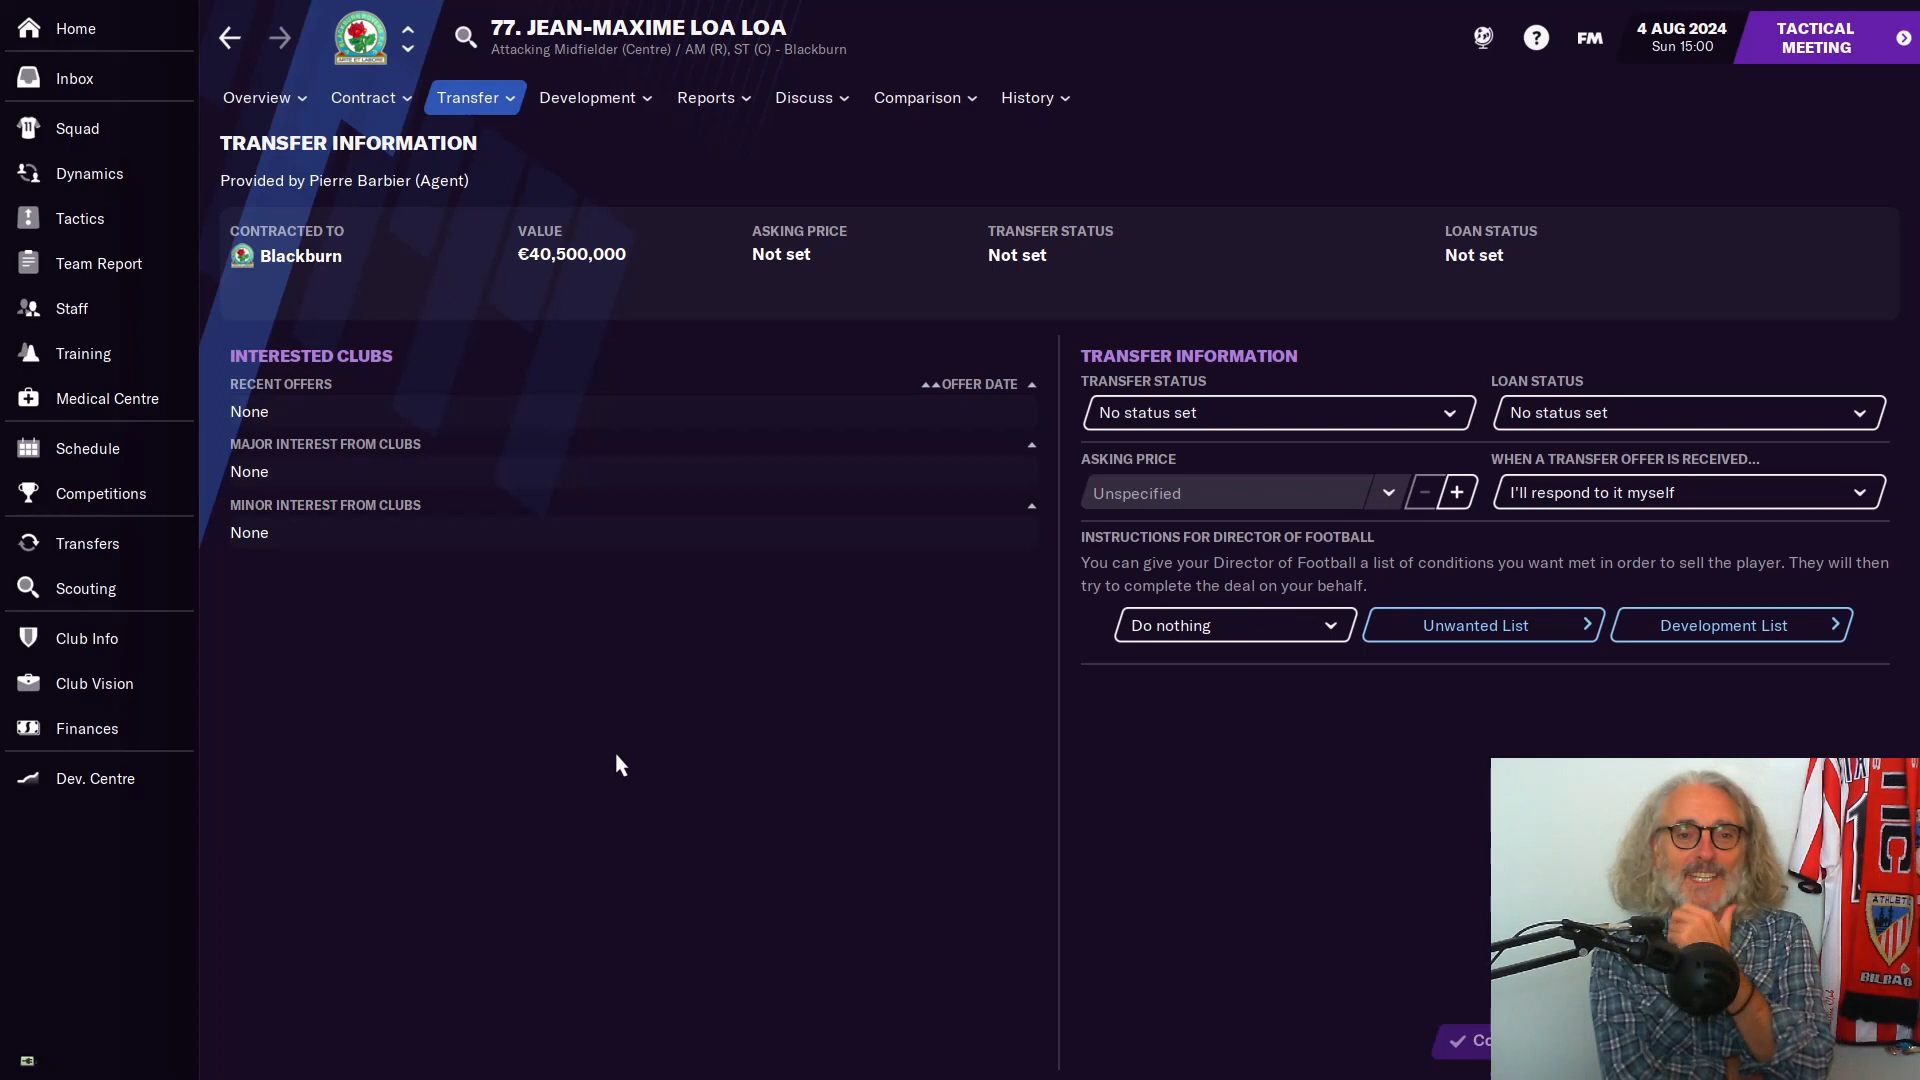 Home
Inbox
Squad
Dynamics
Tactics
Team Report
Staff
Training
Medical Centre
Schedule
Competitions
Transfers
Scouting
Club Info
Club Vision
Finances
Dev. Centre
77. JEAN-MAXIME LOA LOA
Attacking Midfielder (Centre) / AM (R), ST (C) - Blackburn
FM
4 AUG 2024
Sun 15:00
TACTICAL
MEETING
Overview Contract Transfer Development Reports Discuss Comparison History
TRANSFER INFORMATION
Provided by Pierre Barbier (Agent)
CONTRACTED TO VALUE ASKING PRICE TRANSFER STATUS LOAN STATUS
Blackburn €40,500,000 Not set Not set Not set
INTERESTED CLUBS
RECENT OFFERS OFFER DATE
None
MAJOR INTEREST FROM CLUBS
None
MINOR INTEREST FROM CLUBS
None
TRANSFER INFORMATION
TRANSFER STATUS LOAN STATUS
No status set No status set
ASKING PRICE WHEN A TRANSFER OFFER IS RECEIVED...
Unspecified - + I'll respond to it myself
INSTRUCTIONS FOR DIRECTOR OF FOOTBALL
You can give your Director of Football a list of conditions you want met in order to sell the player. They will then
try to complete the deal on your behalf.
Do nothing Unwanted List Development List
Co
ATHLETIC
BILBAO